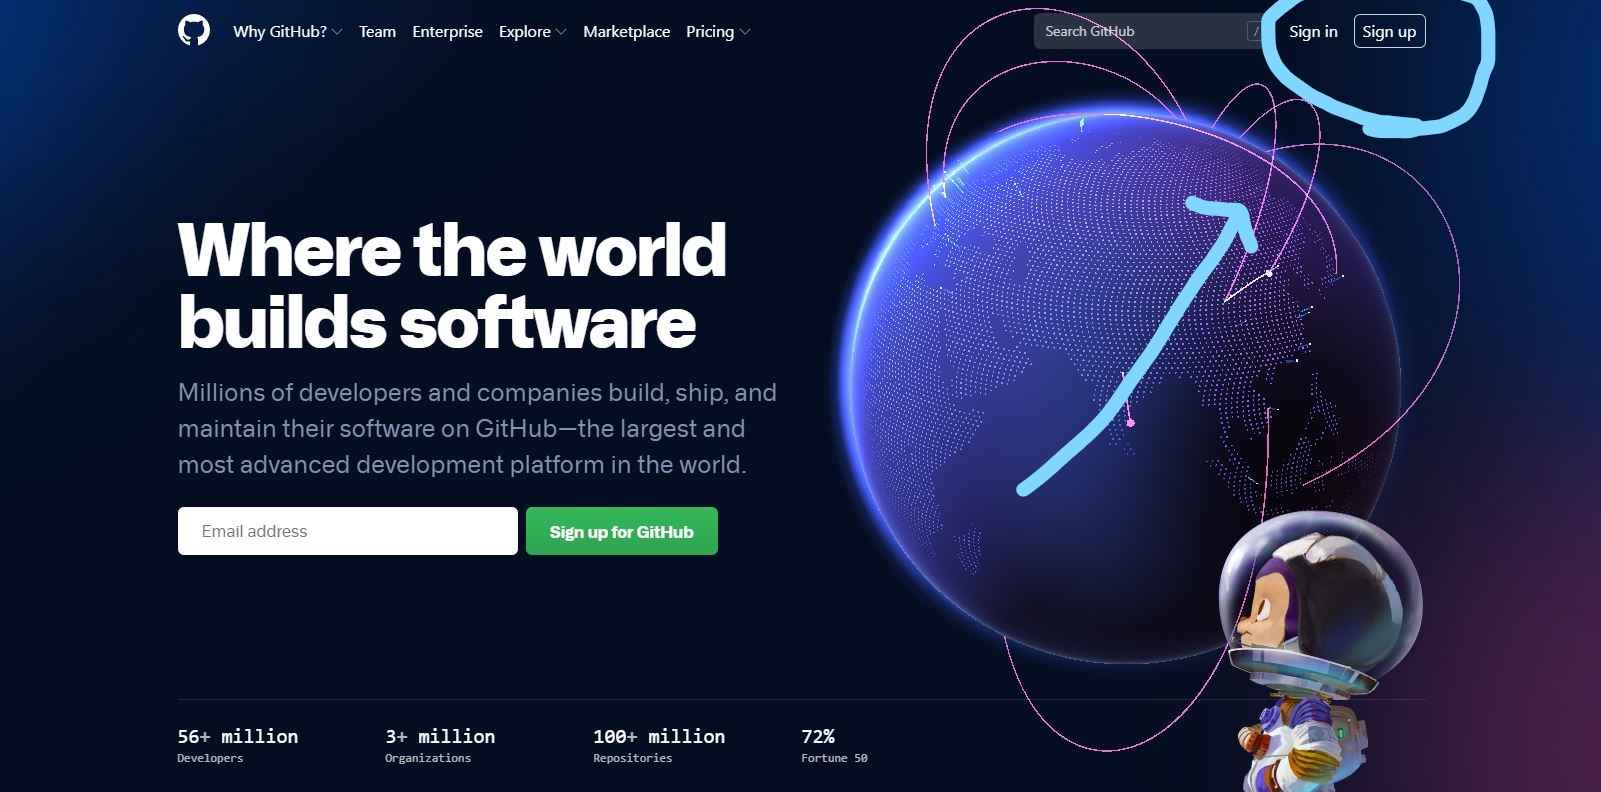 Why GitHub? Team Enterprise Explore Marketplace Pricing Search GitHub / Sign in Sign up
Where the world
builds software
Millions of developers and companies build, ship, and
maintain their software on GitHub—the largest and
most advanced development platform in the world.
Email address Sign up for GitHub
56+ million 3+ million 100+ million 72%
Developers Organizations Repositories Fortune 50